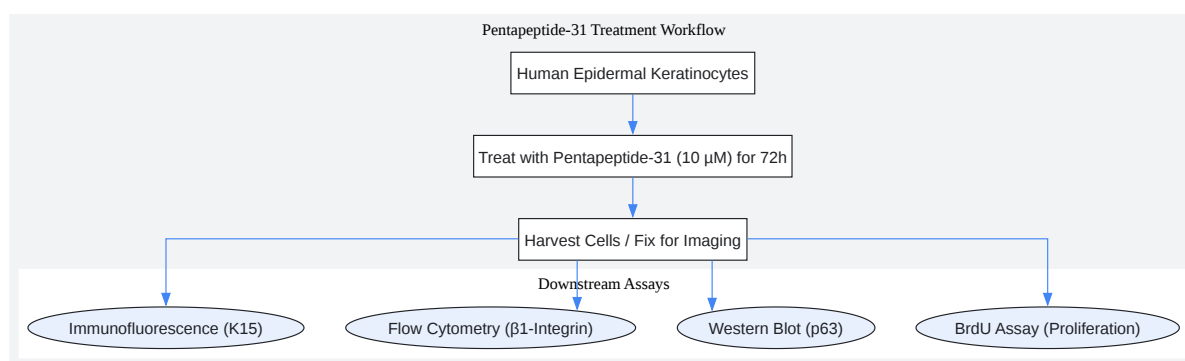 Pentapeptide-31 Treatment Workflow
Human Epidermal Keratinocytes
Treat with Pentapeptide-31 (10 µM) for 72h
Harvest Cells / Fix for Imaging
Downstream Assays
Immunofluorescence (K15)
Flow Cytometry (β1-Integrin)
Western Blot (p63)
BrdU Assay (Proliferation)